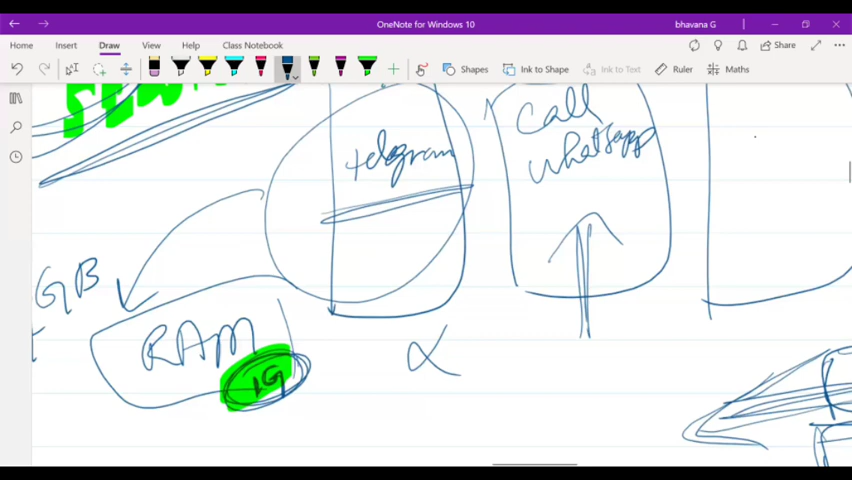 OneNote for Windows 10
bhavana G
Home Insert Draw View Help Class Notebook
Share
Shapes Ink to Shape Ink to Text Ruler Maths
telegram
Call
Whatsapp
GB
RAM
1G